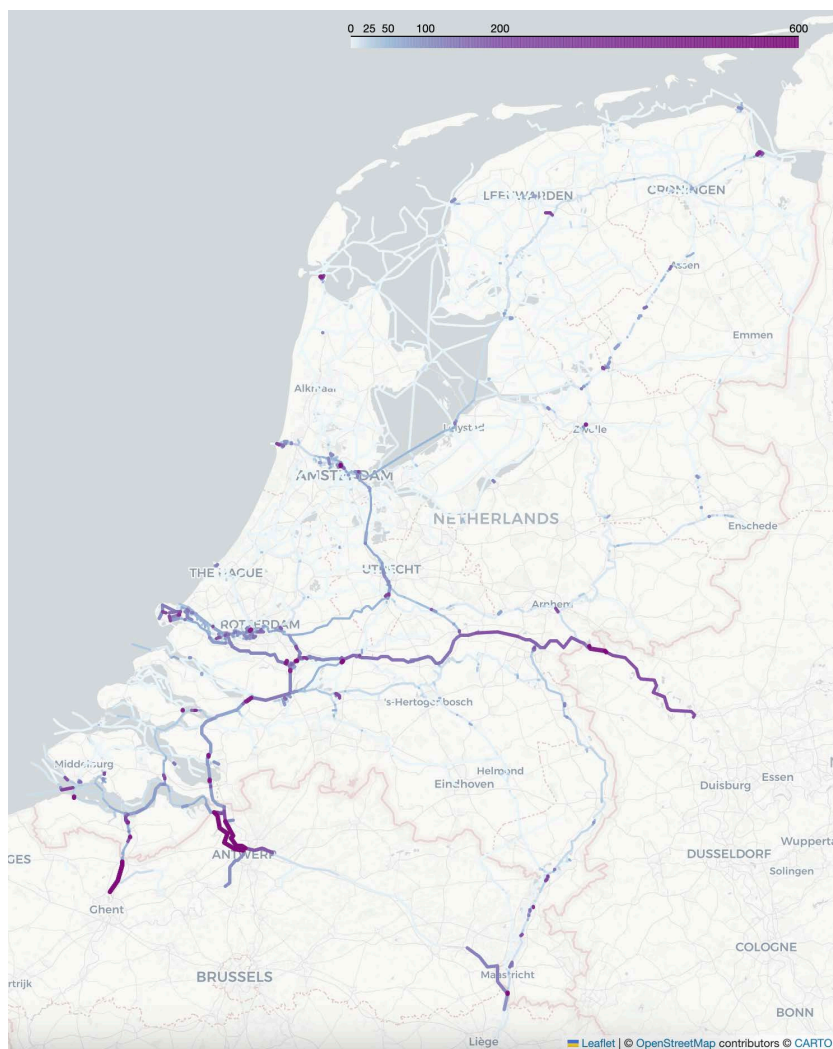 0 25 50 100 200 600
LEEUWARDEN
GRONINGEN
Assen
Emmen
Alkmaar
Lelystad
Zwolle
AMSTERDAM
NETHERLANDS
Enschede
THE HAGUE
UTRECHT
Arnhem
ROTTERDAM
's-Hertogenbosch
Middelburg
Helmond
Eindhoven
Essen
Duisburg
Wupperta
DUSSELDORF
Solingen
GES
ANTWERP
Ghent
COLOGNE
BRUSSELS
Maastricht
rtrijk
BONN
Liège
Leaflet | © OpenStreetMap contributors © CARTO